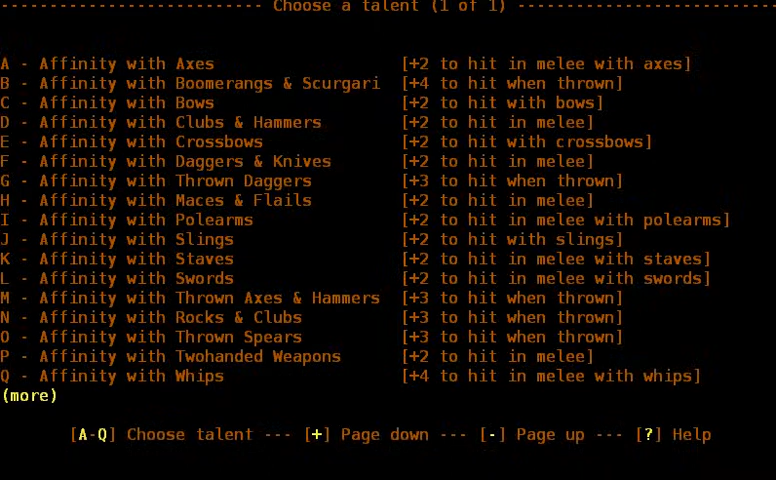 --------------------------- Choose a talent (1 of 1) ---------------------------
A - Affinity with Axes [+2 to hit in melee with axes]
B - Affinity with Boomerangs & Scurgari [+4 to hit when thrown]
C - Affinity with Bows [+2 to hit with bows]
D - Affinity with Clubs & Hammers [+2 to hit in melee]
E - Affinity with Crossbows [+2 to hit with crossbows]
F - Affinity with Daggers & Knives [+2 to hit in melee]
G - Affinity with Thrown Daggers [+3 to hit when thrown]
H - Affinity with Maces & Flails [+2 to hit in melee]
I - Affinity with Polearms [+2 to hit in melee with polearms]
J - Affinity with Slings [+2 to hit with slings]
K - Affinity with Staves [+2 to hit in melee with staves]
L - Affinity with Swords [+2 to hit in melee with swords]
M - Affinity with Thrown Axes & Hammers [+3 to hit when thrown]
N - Affinity with Rocks & Clubs [+3 to hit when thrown]
O - Affinity with Thrown Spears [+3 to hit when thrown]
P - Affinity with Twohanded Weapons [+2 to hit in melee]
Q - Affinity with Whips [+4 to hit in melee with whips]
(more)
[A-Q] Choose talent --- [+] Page down --- [-] Page up --- [?] Help